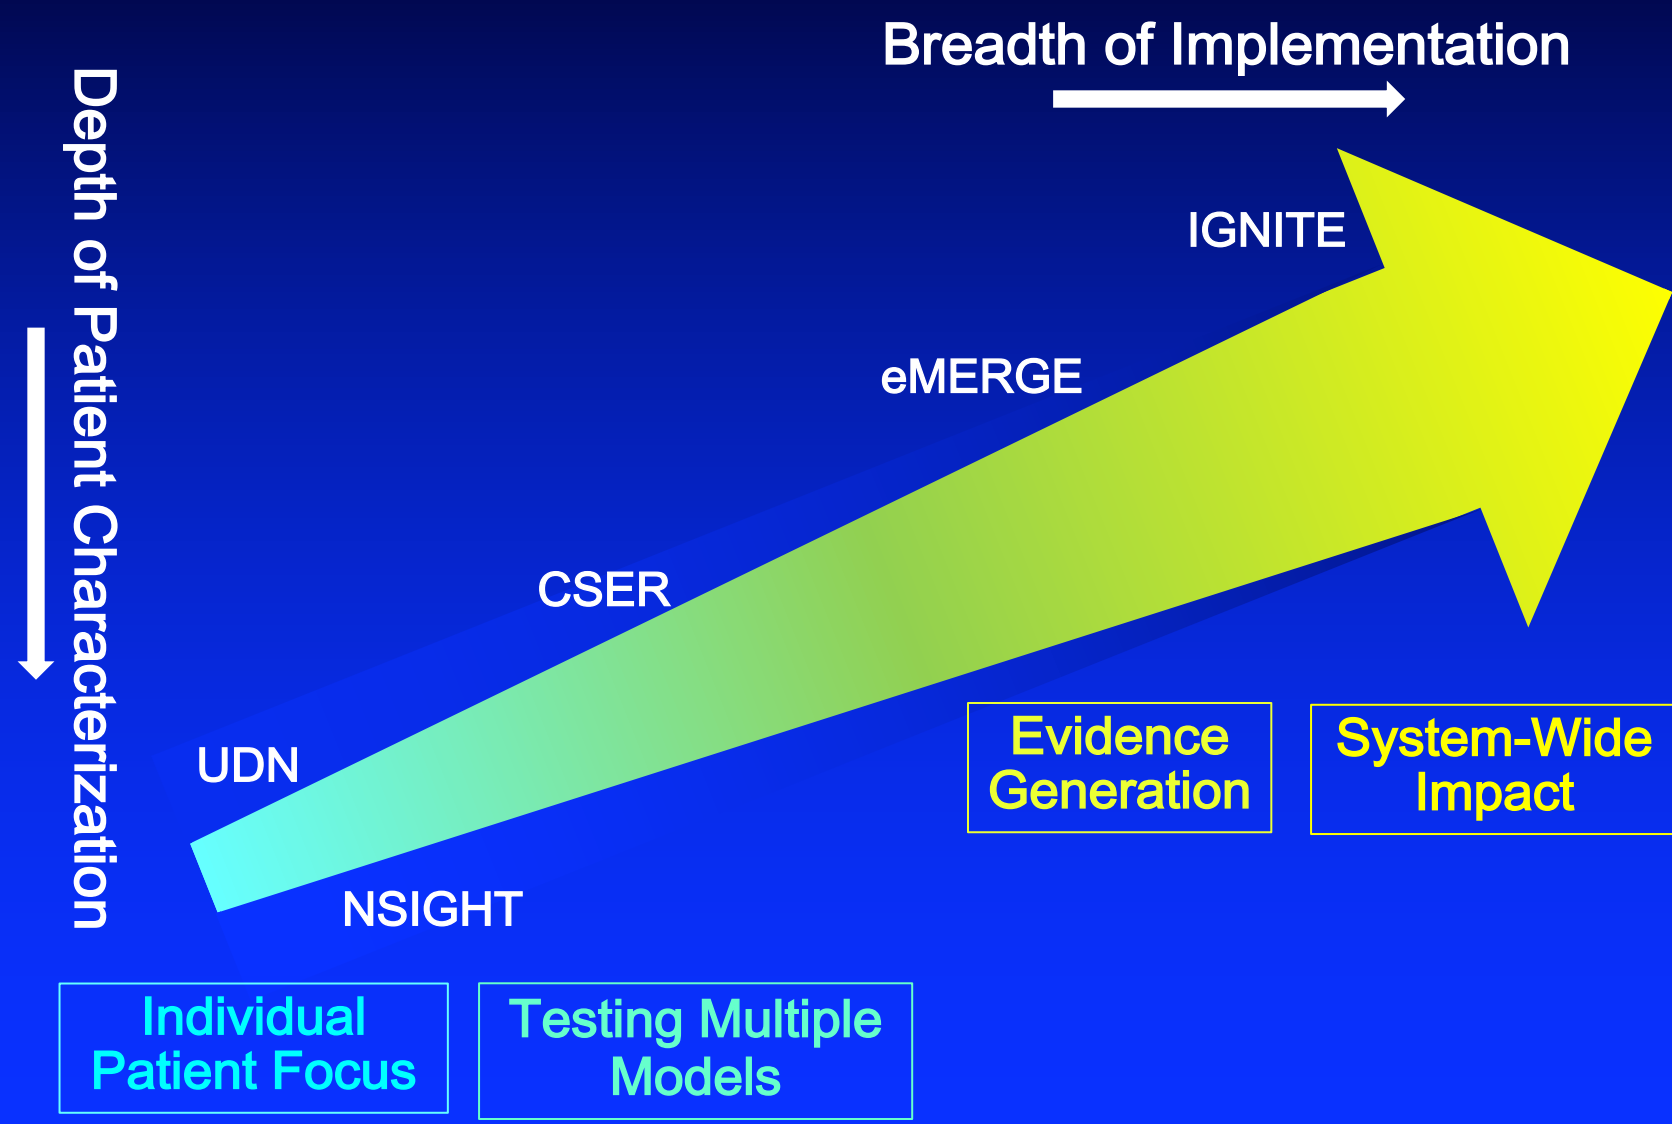 Breadth of Implementation
Depth of Patient Characterization
IGNITE
eMERGE
CSER
UDN
NSIGHT
Evidence
Generation
System-Wide
Impact
Individual
Patient Focus
Testing Multiple
Models